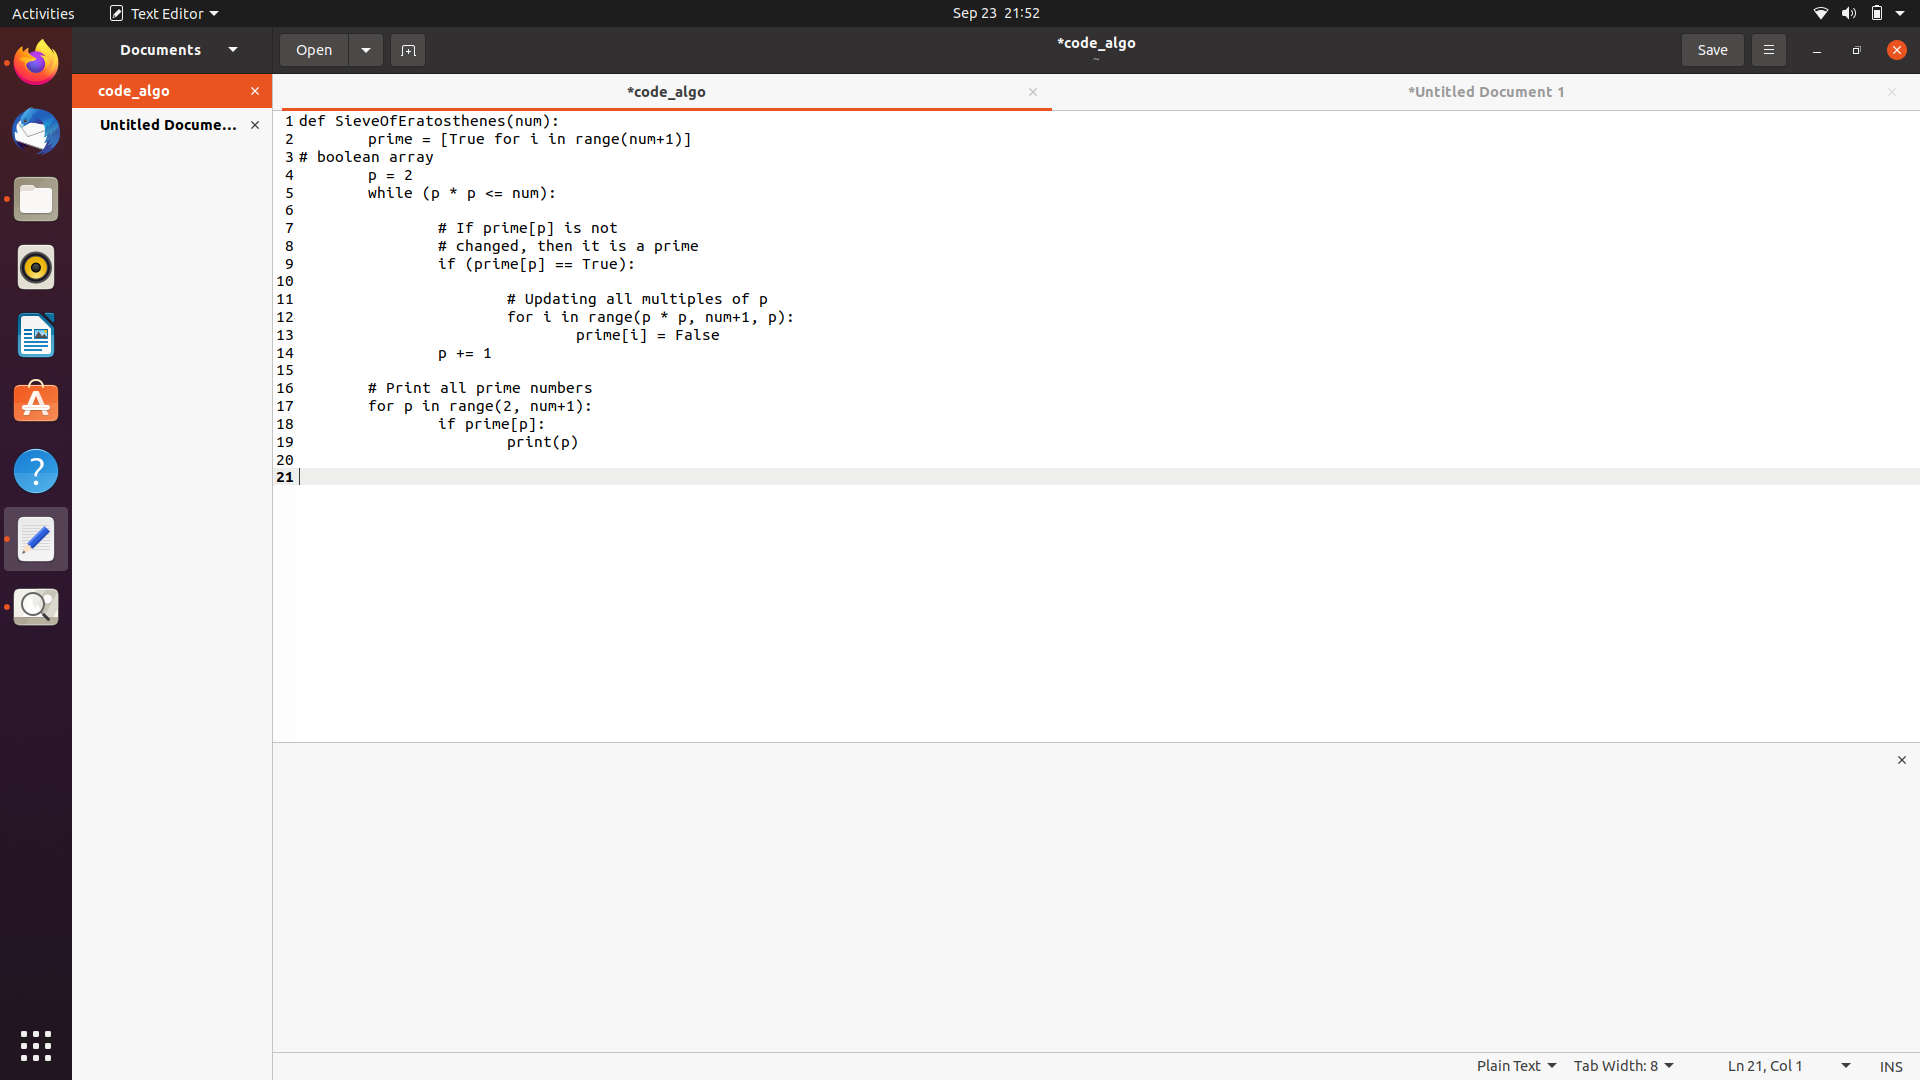 Activities Text Editor Sep 23 21:52
Documents Open *code_algo Save
~
code_algo *code_algo *Untitled Document 1
Untitled Docume...
1 def SieveOfEratosthenes(num):
2 prime = [True for i in range(num+1)]
3 # boolean array
4 p = 2
5 while (p * p <= num):
6
7 # If prime[p] is not
8 # changed, then it is a prime
9 if (prime[p] == True):
10
11 # Updating all multiples of p
12 for i in range(p * p, num+1, p):
13 prime[i] = False
14 p += 1
15
16 # Print all prime numbers
17 for p in range(2, num+1):
18 if prime[p]:
19 print(p)
20
21
Plain Text Tab Width: 8 Ln 21, Col 1 INS